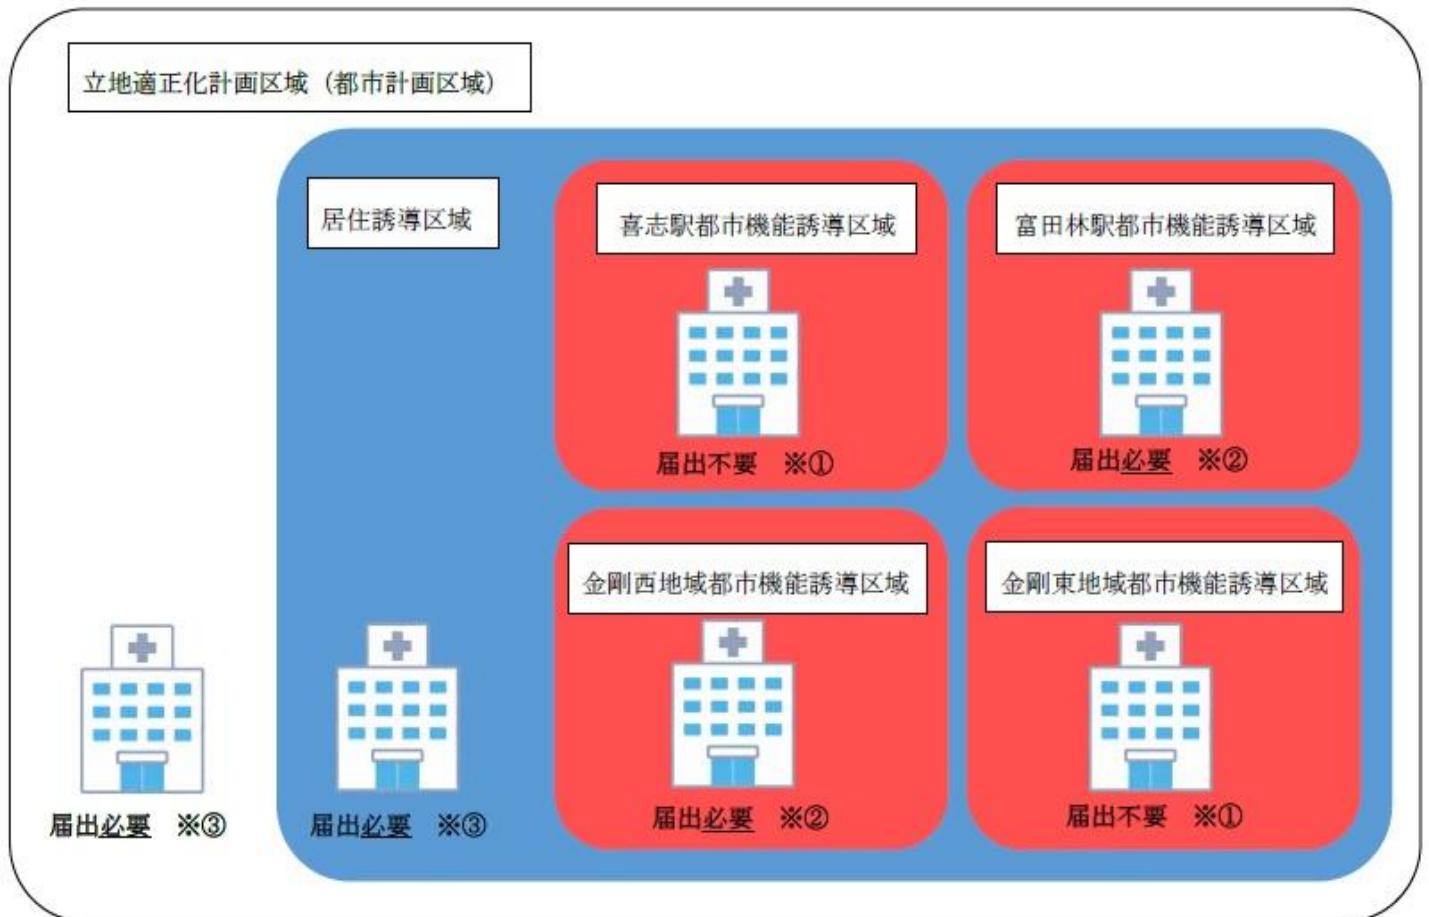 立地適正化計画区域（都市計画区域）
居住誘導区域
喜志駅都市機能誘導区域
富田林駅都市機能誘導区域
届出不要　※①
届出必要　※②
金剛西地域都市機能誘導区域
金剛東地域都市機能誘導区域
届出必要　※③
届出必要　※③
届出必要　※②
届出不要　※①